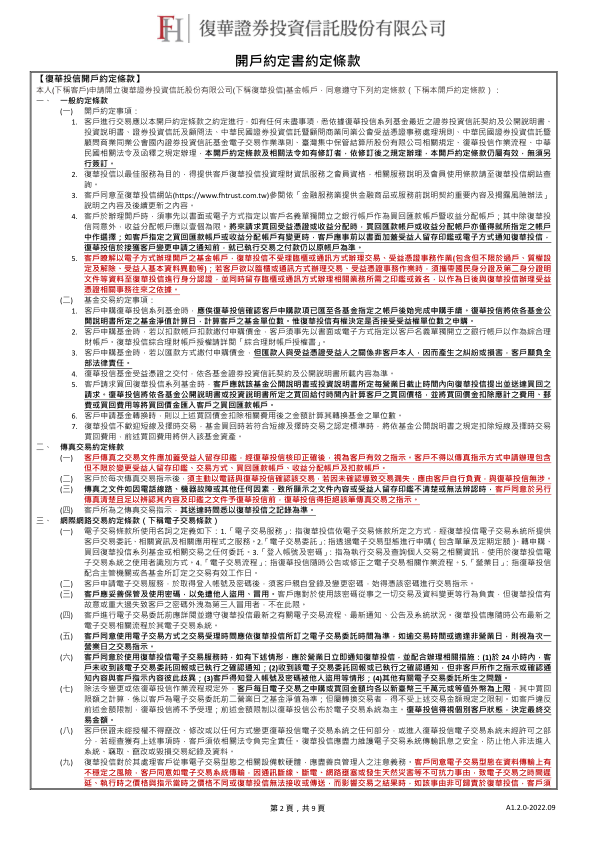 FH 復華證券投資信託股份有限公司
開戶約定書約定條款
【復華投信開戶約定條款】
本人(下稱客戶)申請開立復華證券投資信託股份有限公司(下稱復華投信)基金帳戶，同意遵守下列約定條款（下稱本開戶約定條款）：
一、 一般約定條款
(一) 開戶約定事項：
1. 客戶進行交易應以本開戶約定條款之約定進行，如有任何未盡事項，悉依據復華投信系列基金最近之證券投資信託契約及公開說明書、
投資說明書、證券投資信託及顧問法、中華民國證券投資信託暨顧問商業同業公會受益憑證事務處理規則、中華民國證券投資信託暨
顧問商業同業公會國內證券投資信託基金電子交易作業準則、臺灣集中保管結算所股份有限公司相關規定、復華投信作業流程、中華
民國相關法令及函釋之規定辦理，本開戶約定條款及相關法令如有修訂者，依修訂後之規定辦理，本開戶約定條款仍屬有效，無須另
行簽訂。
2. 復華投信以最佳服務為目的，得提供客戶復華投信投資理財資訊服務之會員資格，相關服務說明及會員使用條款請至復華投信網站查
詢。
3. 客戶同意至復華投信網站(https://www.fhtrust.com.tw)參閱依「金融服務業提供金融商品或服務前說明契約重要內容及揭露風險辦法」
說明之內容及後續更新之內容。
4. 客戶於辦理開戶時，須事先以書面或電子方式指定以客戶名義單獨開立之銀行帳戶作為買回匯款帳戶暨收益分配帳戶；其中除復華投
信同意外，收益分配帳戶應以壹個為限，將來請求買回受益憑證或收益分配時，買回匯款帳戶或收益分配帳戶亦僅得就所指定之帳戶
中作選擇；如客戶指定之買回匯款帳戶或收益分配帳戶有變更時，客戶應事前以書面加蓋受益人留存印鑑或電子方式通知復華投信，
復華投信於接獲客戶變更申請之通知前，就已執行交易之付款仍以原帳戶為準。
5. 客戶瞭解以電子方式辦理開戶之基金帳戶，復華投信不受理臨櫃或通訊方式辦理交易、受益憑證事務作業(包含但不限於過戶、質權設
定及解除、受益人基本資料異動等)；若客戶欲以臨櫃或通訊方式辦理交易、受益憑證事務作業時，須攜帶國民身分證及第二身分證明
文件等資料至復華投信進行身分認證，並同時留存臨櫃或通訊方式辦理相關業務所需之印鑑或簽名，以作為日後與復華投信辦理受益
憑證相關事務往來之依據。
(二) 基金交易約定事項：
1. 客戶申購復華投信系列基金時，應俟復華投信確認客戶申購款項已匯至各基金指定之帳戶後始完成申購手續。復華投信將依各基金公
開說明書所定之基金淨值計算日，計算客戶之基金單位數。惟復華投信有權決定是否接受受益權單位數之申購。
2. 客戶申購基金時，若以扣款帳戶扣款繳付申購價金，客戶須事先以書面或電子方式指定以客戶名義單獨開立之銀行帳戶以作為綜合理
財帳戶。復華投信綜合理財帳戶授權請詳閱「綜合理財帳戶授權書」。
3. 客戶申購基金時，若以匯款方式繳付申購價金，但匯款人與受益憑證受益人之關係非客戶本人，因而產生之糾紛或損害，客戶願負全
部法律責任。
4. 復華投信基金受益憑證之交付，依各基金證券投資信託契約及公開說明書所載內容為準。
5. 客戶請求買回復華投信系列基金時，客戶應就該基金公開說明書或投資說明書所定每營業日截止時間內向復華投信提出並送達買回之
請求。復華投信將依各基金公開說明書或投資說明書所定之買回給付時間內計算客戶之買回價格，並將買回價金扣除應計之費用、郵
費或買回費用等將買回價金匯入客戶之買回匯款帳戶。
6. 客戶申請基金轉換時，則以上述買回價金扣除相關費用後之金額計算其轉換基金之單位數。
7. 復華投信不歡迎短線及擇時交易，基金買回時若符合短線及擇時交易之認定標準時，將依基金公開說明書之規定扣除短線及擇時交易
買回費用，前述買回費用將併入該基金資產。
二、 傳真交易約定條款
(一) 客戶傳真之交易文件應加蓋受益人留存印鑑，經復華投信核印正確後，視為客戶有效之指示。客戶不得以傳真指示方式申請辦理包含
但不限於變更受益人留存印鑑、交易方式、買回匯款帳戶、收益分配帳戶及扣款帳戶。
(二) 客戶於每次傳真交易指示後，須主動以電話與復華投信確認該交易，若因未確認導致交易漏失，應由客戶自行負責，與復華投信無涉。
(三) 傳真之文件如因電話線路、機器故障或其他任何因素，致所顯示之文件內容或受益人留存印鑑不清楚或無法辨認時，客戶同意於另行
傳真清楚且足以辨認其內容及印鑑之文件予復華投信前，復華投信得拒絕該筆傳真交易之指示。
(四) 客戶所為之傳真交易指示，其送達時間悉以復華投信之記錄為準。
三、 網際網路交易約定條款（下稱電子交易條款）
(一) 電子交易條款所使用名詞之定義如下：1.「電子交易服務」：指復華投信依電子交易條款所定之方式，經復華投信電子交易系統所提供
客戶交易委託、相關資訊及相關應用程式之服務。2.「電子交易委託」：指透過電子交易型態進行申購（包含單筆及定期定額）、轉申購、
買回復華投信系列基金或相關交易之任何委託。3.「登入帳號及密碼」：指為執行交易及查詢個人交易之相關資訊，使用於復華投信電
子交易系統之使用者識別方式。4.「電子交易流程」：指復華投信隨時公告或修正之電子交易相關作業流程。5.「營業日」：指復華投信
配合主管機關或各基金所訂定之交易有效工作日。
(二) 客戶申請電子交易服務，於取得登入帳號及密碼後，須客戶親自登錄及變更密碼，始得憑該密碼進行交易指示。
(三) 客戶應妥善保管及使用密碼，以免遭他人盜用、冒用。客戶應對於使用該密碼從事之一切交易及資料變更等行為負責，但復華投信有
故意或重大過失致客戶之密碼外洩為第三人冒用者，不在此限。
(四) 客戶進行電子交易委託前應詳閱並遵守復華投信最新之有關電子交易流程、最新通知、公告及系統狀況。復華投信應隨時公布最新之
電子交易相關流程於其電子交易系統。
(五) 客戶同意使用電子交易方式之交易受理時間應依復華投信所訂之電子交易委託時間為準，如逾交易時間或適逢非營業日，則視為次一
營業日之交易指示。
(六) 客戶同意於使用復華投信電子交易服務時，如有下述情形，應於營業日立即通知復華投信，並配合辦理相關措施：(1)於 24 小時內，客
戶未收到該電子交易委託回報或已執行之確認通知；(2)收到該電子交易委託回報或已執行之確認通知，但非客戶所作之指示或確認通
知內容與客戶指示內容彼此歧異；(3)客戶得知登入帳號及密碼被他人盜用等情形；(4)其他有關電子交易委託所生之問題。
(七) 除法令變更或依復華投信作業流程規定外，客戶每日電子交易之申購或買回金額均各以新臺幣三千萬元或等值外幣為上限，其中買回
限額之計算，係以客戶為電子交易委託前二營業日之基金淨值為準；但屬轉換交易者，得不受上述交易金額規定之限制。如客戶違反
前述金額限制，復華投信將不予受理；前述金額限制以復華投信公布於電子交易系統為主。復華投信得視個別客戶狀態，決定最終交
易金額。
(八) 客戶保證未經授權不得竄改、修改或以任何方式變更復華投信電子交易系統之任何部分，或進入復華投信電子交易系統未經許可之部
分，若經查獲有上述事項時，客戶須依相關法令負完全責任。復華投信應盡力維護電子交易系統傳輸訊息之安全，防止他人非法進入
系統、竊取、竄改或毀損交易紀錄及資料。
(九) 復華投信對於其處理客戶從事電子交易型態之相關設備軟硬體，應盡善良管理人之注意義務。客戶同意電子交易型態在資料傳輸上有
不穩定之風險，客戶同意如電子交易系統傳輸，因通訊斷線、斷電、網路壅塞或發生天然災害等不可抗力事由，致電子交易之時間遲
延、執行時之價格與指示當時之價格不同或復華投信無法接收或傳送，而影響交易之結果時，如該事由非可歸責於復華投信，客戶須
第 2 頁，共 9 頁
A1.2.0-2022.09